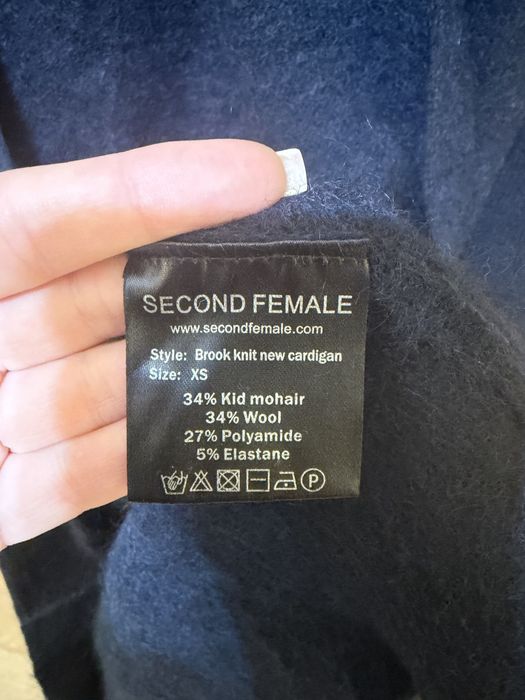 SECOND FEMALE
www.secondfemale.com
Style: Brook knit new cardigan
Size: XS
34% Kid mohair
34% Wool
27% Polyamide
5% Elastane
P